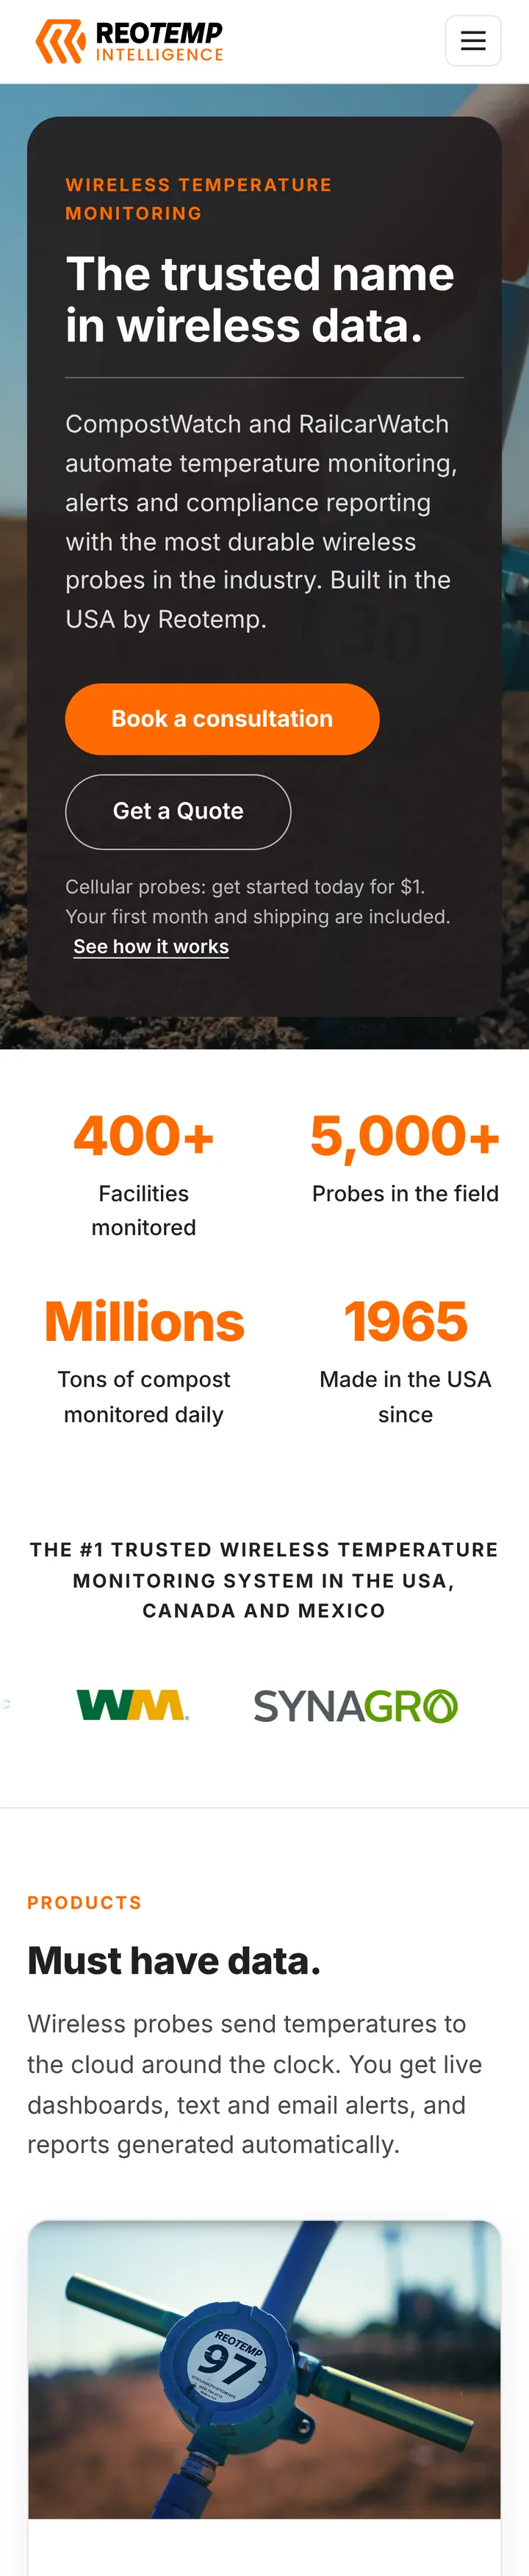 REOTEMP
INTELLIGENCE
WIRELESS TEMPERATURE
MONITORING
The trusted name
in wireless data.
CompostWatch and RailcarWatch
automate temperature monitoring,
alerts and compliance reporting
with the most durable wireless
probes in the industry. Built in the
USA by Reotemp.
Book a consultation
Get a Quote
Cellular probes: get started today for $1.
Your first month and shipping are included.
See how it works
400+
Facilities
monitored
5,000+
Probes in the field
Millions
Tons of compost
monitored daily
1965
Made in the USA
since
THE #1 TRUSTED WIRELESS TEMPERATURE
MONITORING SYSTEM IN THE USA,
CANADA AND MEXICO
WM
SYNAGRO
PRODUCTS
Must have data.
Wireless probes send temperatures to
the cloud around the clock. You get live
dashboards, text and email alerts, and
reports generated automatically.
REOTEMP
97